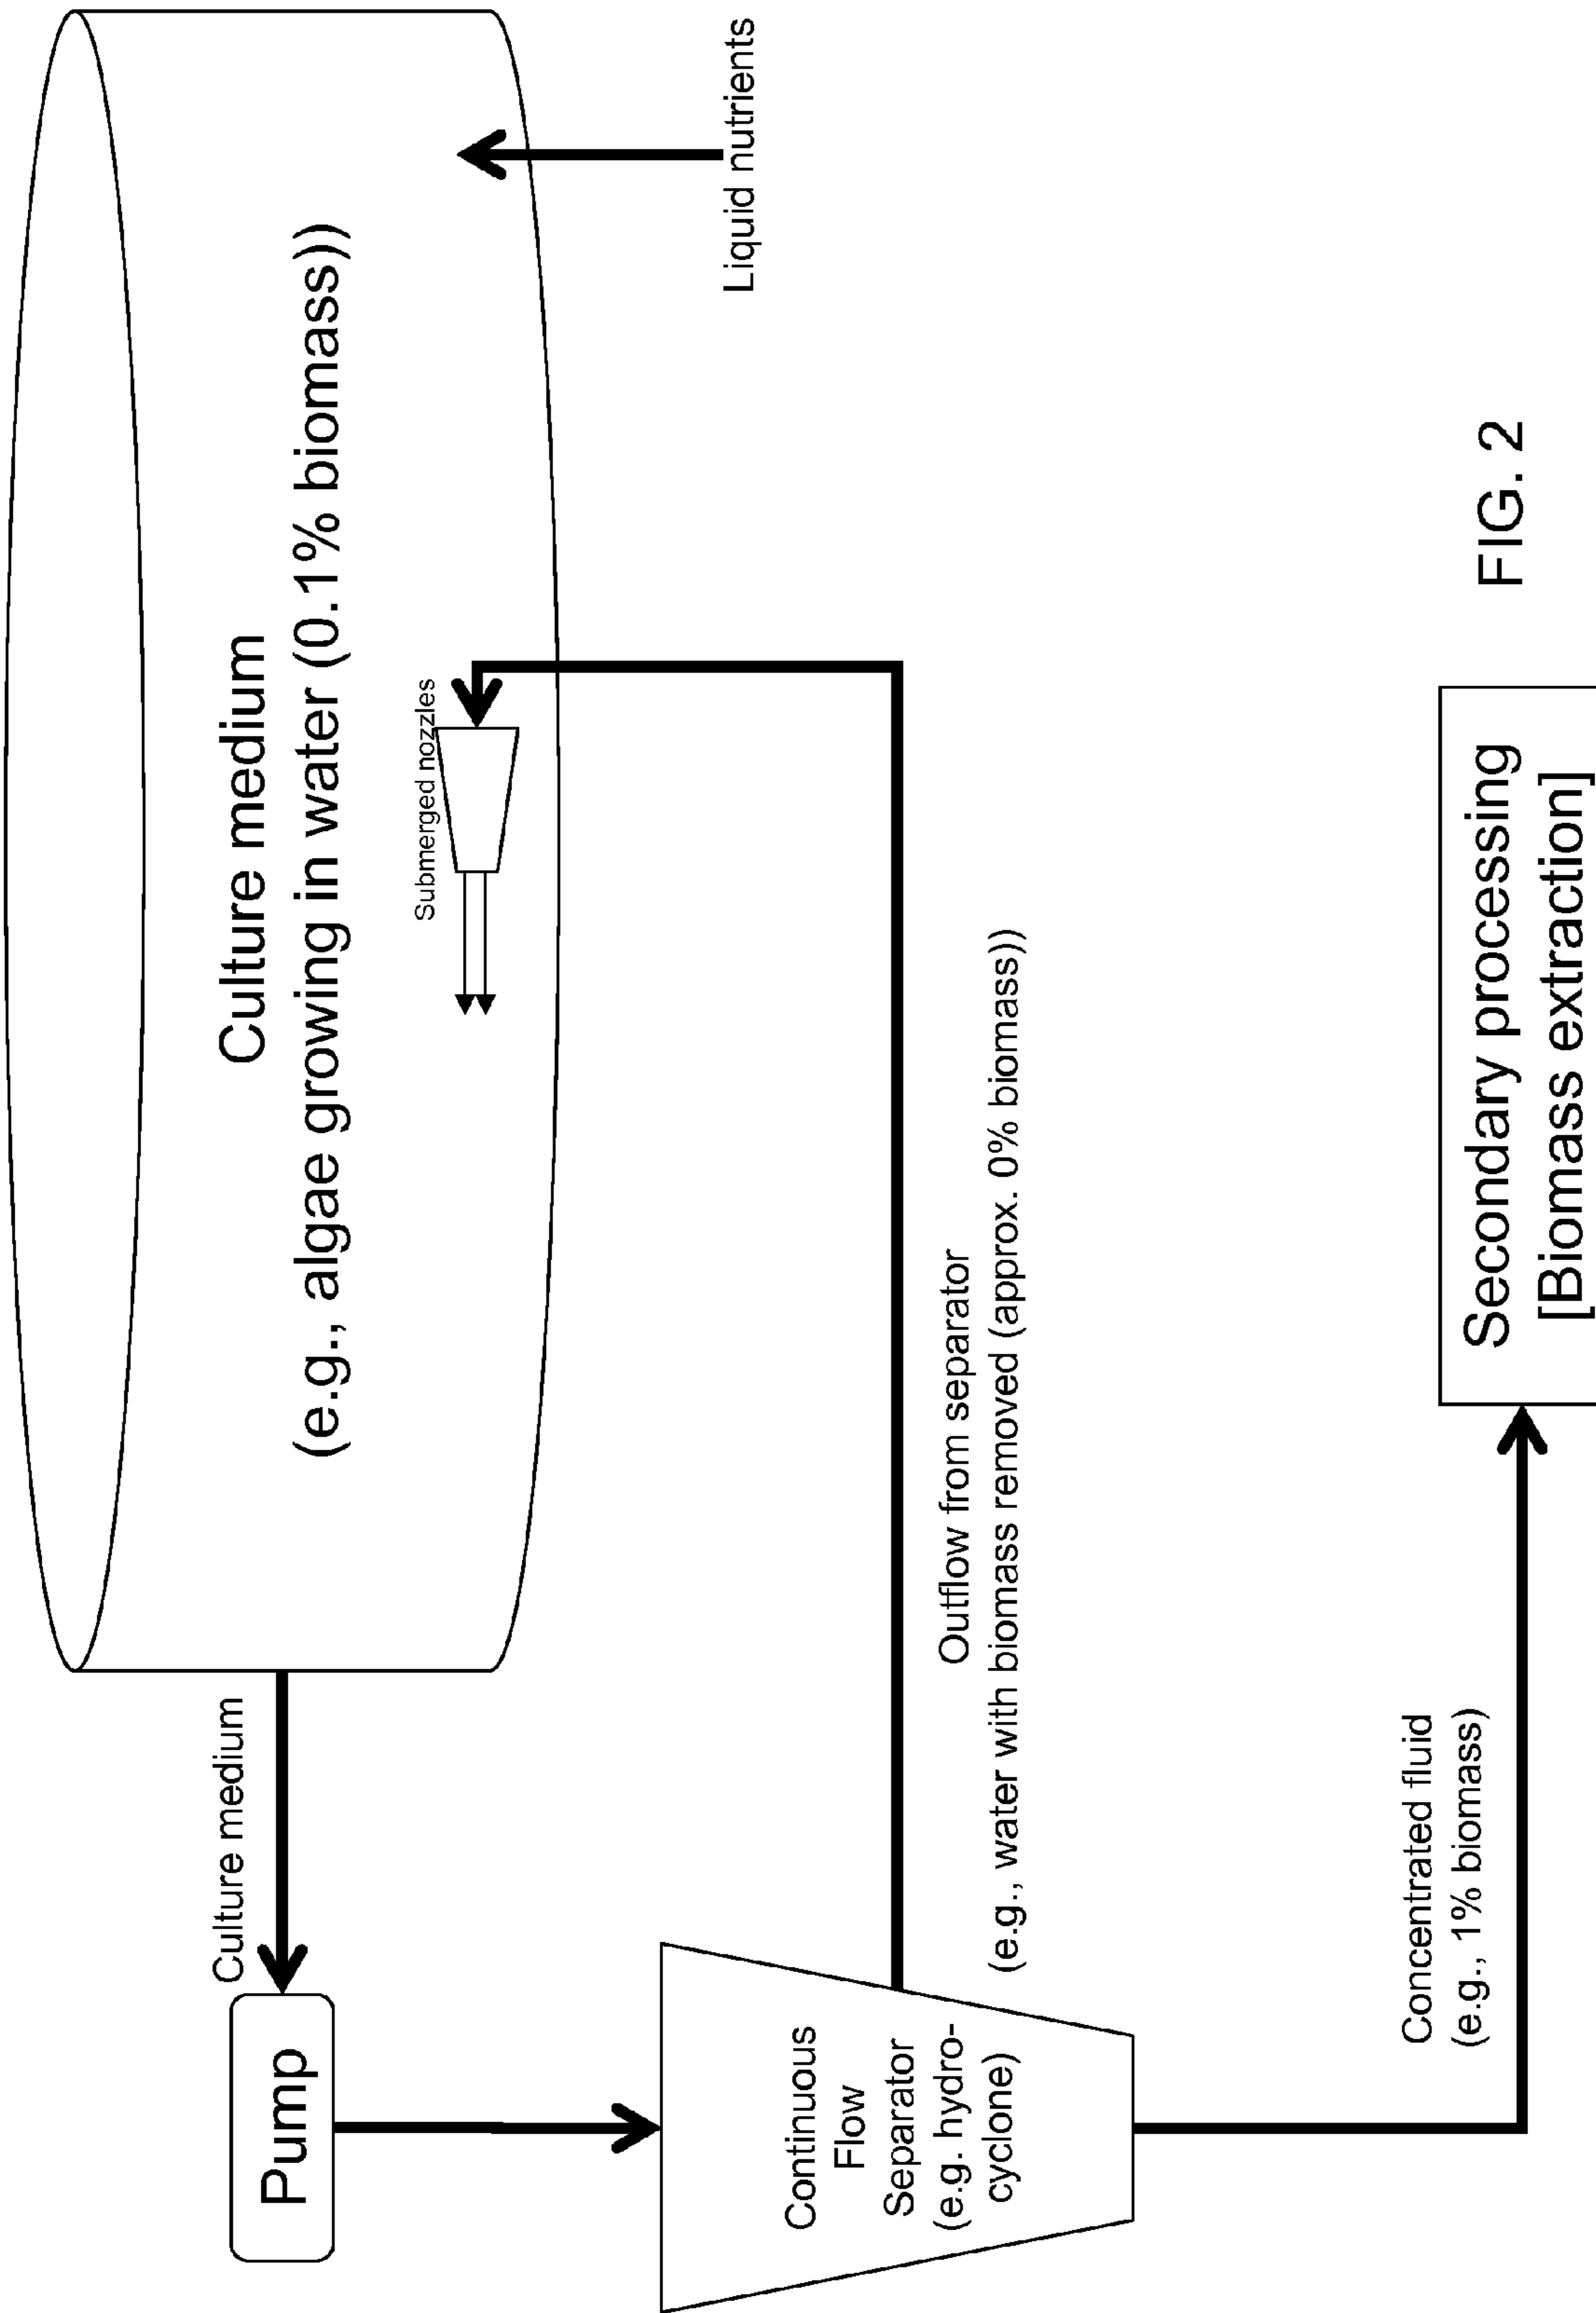 Culture medium
(e.g., algae growing in water (0.1% biomass))
Submerged nozzles
Liquid nutrients
Culture medium
Pump
Continuous
Flow
Separator
(e.g. hydro-
cyclone)
Outflow from separator
(e.g., water with biomass removed (approx. 0% biomass))
Concentrated fluid
(e.g., 1% biomass)
Secondary processing
[Biomass extraction]
FIG. 2